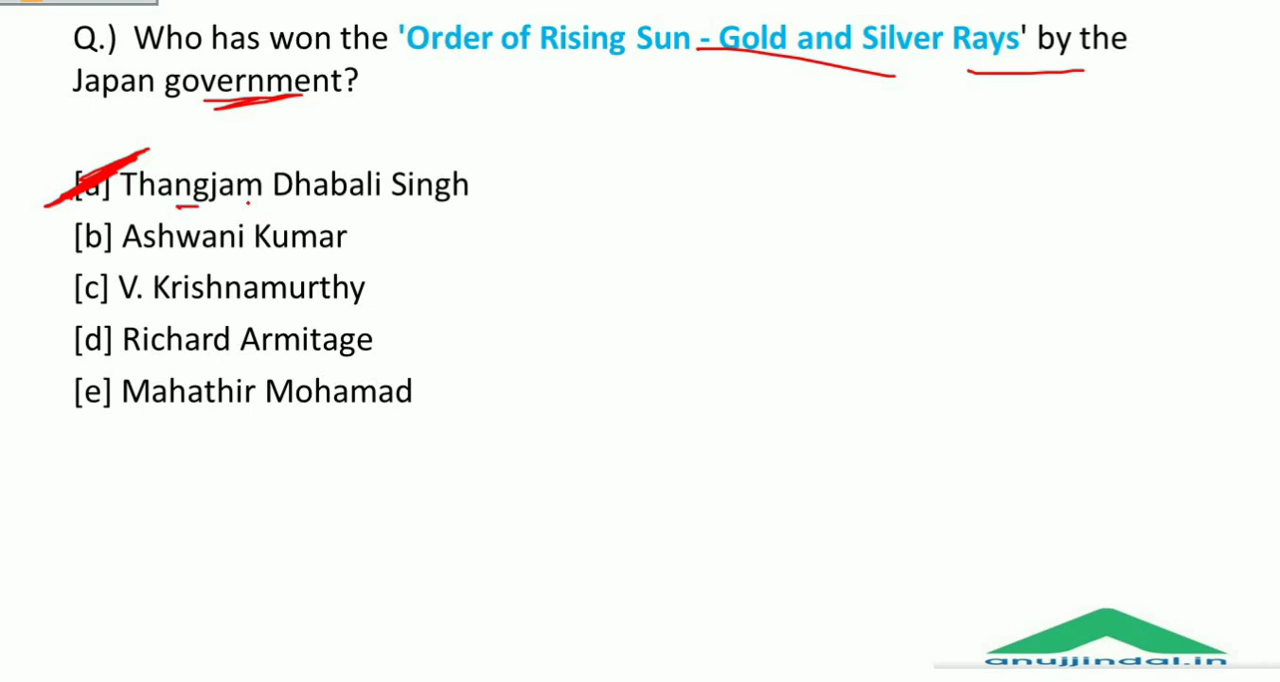 Q.) Who has won the 'Order of Rising Sun - Gold and Silver Rays' by the
Japan government?
[a] Thangjam Dhabali Singh
[b] Ashwani Kumar
[c] V. Krishnamurthy
[d] Richard Armitage
[e] Mahathir Mohamad
anujjindal.in